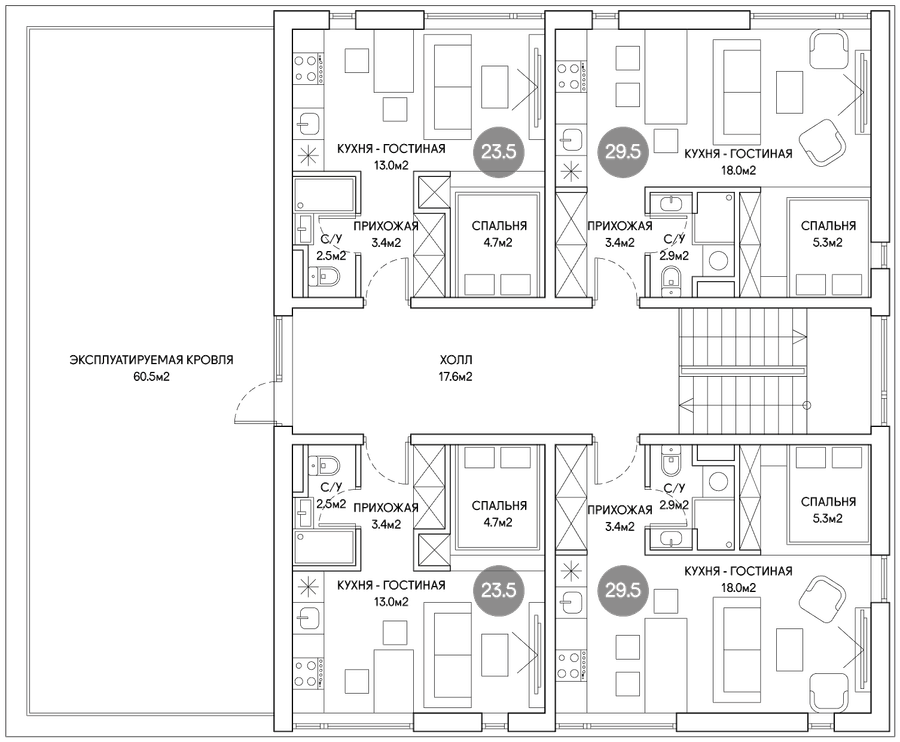 КУХНЯ - ГОСТИНАЯ
13.0м2
23.5
29.5
КУХНЯ - ГОСТИНАЯ
18.0м2
ПРИХОЖАЯ
3.4м2
С/У
2.5м2
СПАЛЬНЯ
4.7м2
ПРИХОЖАЯ
3.4м2
С/У
2.9м2
СПАЛЬНЯ
5.3м2
ЭКСПЛУАТИРУЕМАЯ КРОВЛЯ
60.5м2
ХОЛЛ
17.6м2
С/У
2.5м2
ПРИХОЖАЯ
3.4м2
СПАЛЬНЯ
4.7м2
ПРИХОЖАЯ
3.4м2
С/У
2.9м2
СПАЛЬНЯ
5.3м2
КУХНЯ - ГОСТИНАЯ
13.0м2
23.5
29.5
КУХНЯ - ГОСТИНАЯ
18.0м2